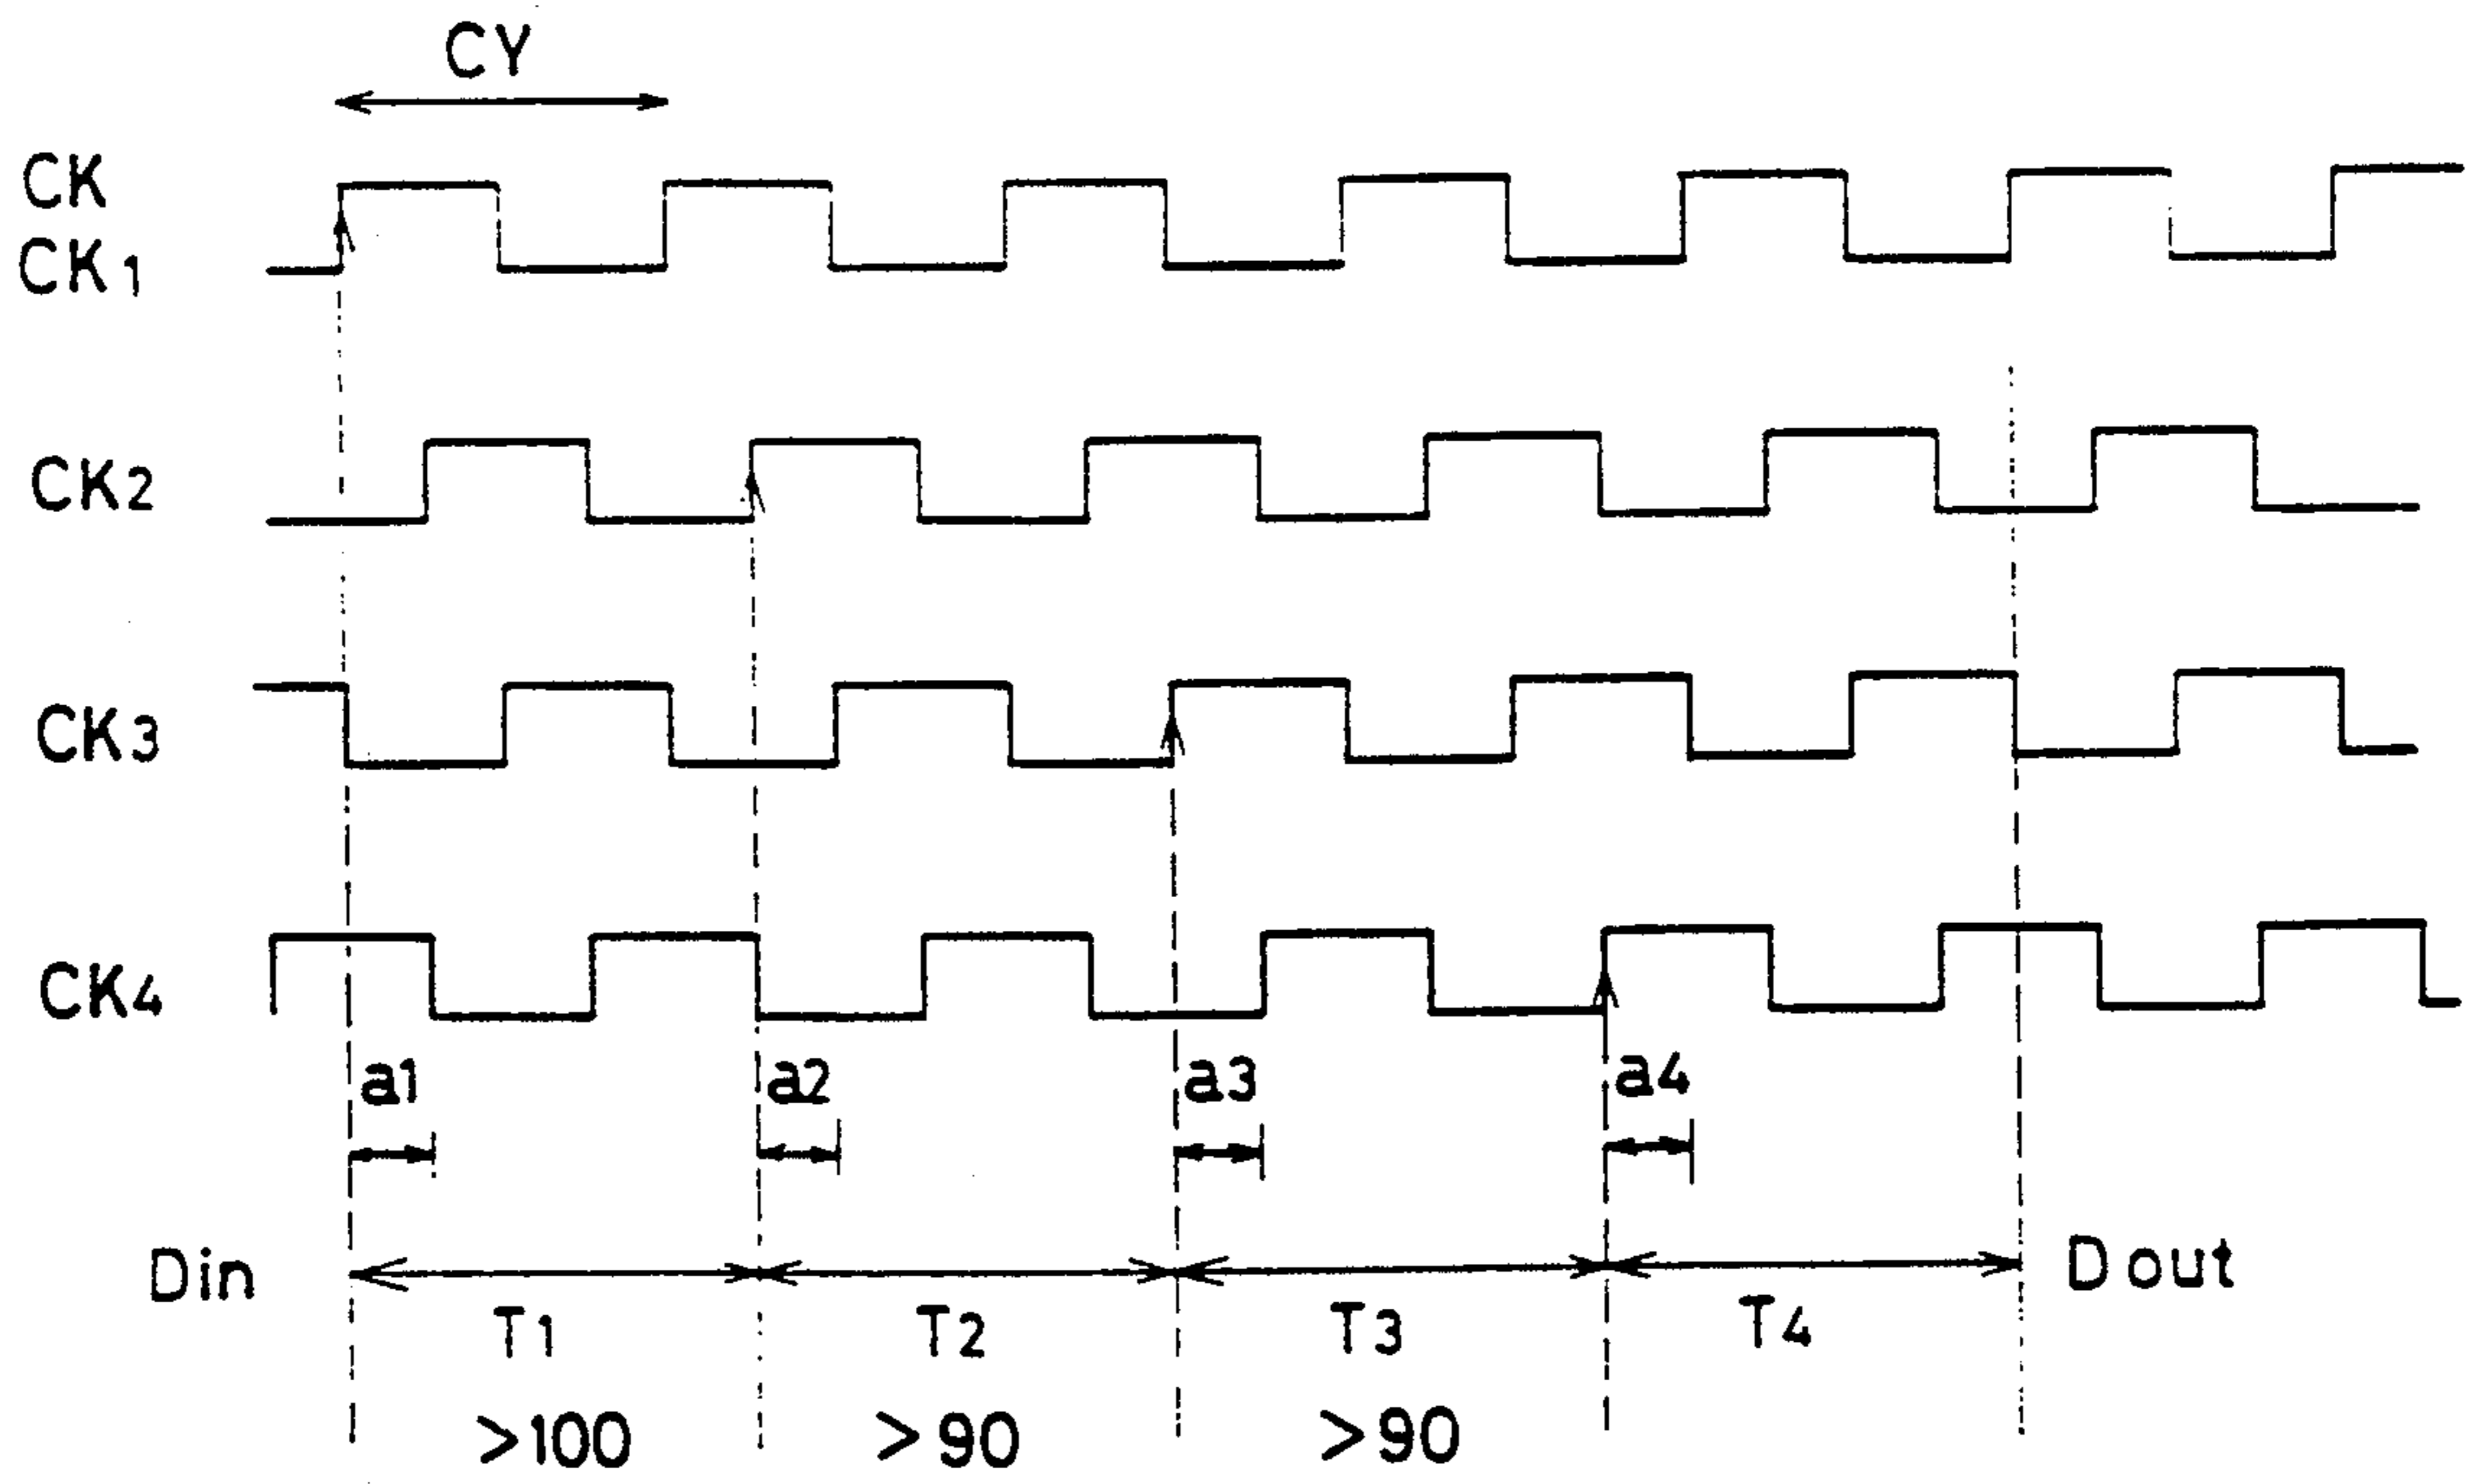 CY
CK
CK1
CK2
CK3
CK4
a1 a2 a3 a4
Din Dout
T1 T2 T3 T4
>100 >90 >90